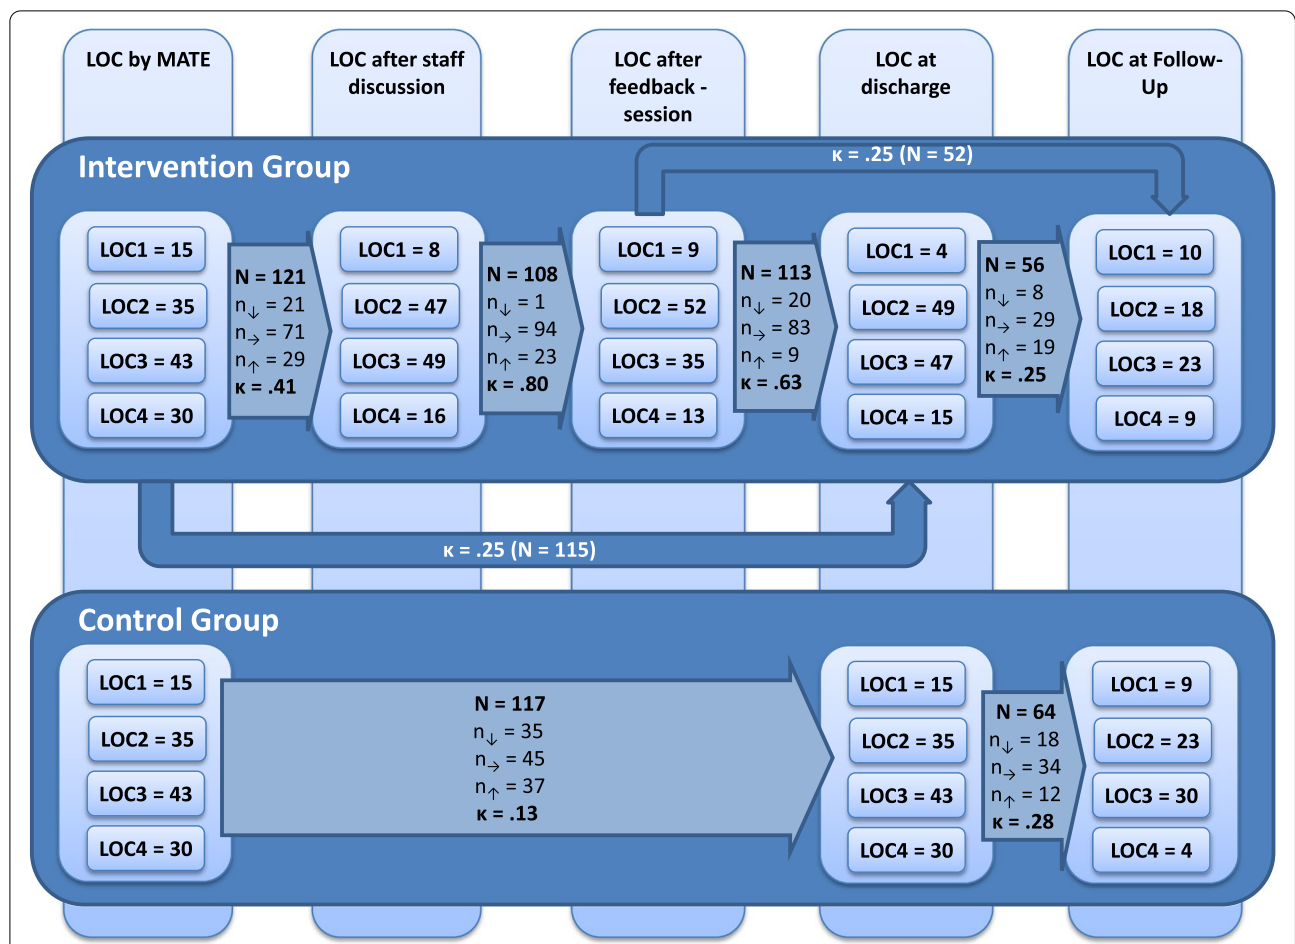 LOC by MATE
LOC after staff
discussion
LOC after
feedback -
session
LOC at
discharge
LOC at Follow-
Up
Intervention Group
κ = .25 (N = 52)
LOC1 = 15
LOC2 = 35
LOC3 = 43
LOC4 = 30
N = 121
n↓ = 21
n→ = 71
n↑ = 29
κ = .41
LOC1 = 8
LOC2 = 47
LOC3 = 49
LOC4 = 16
N = 108
n↓ = 1
n→ = 94
n↑ = 23
κ = .80
LOC1 = 9
LOC2 = 52
LOC3 = 35
LOC4 = 13
N = 113
n↓ = 20
n→ = 83
n↑ = 9
κ = .63
LOC1 = 4
LOC2 = 49
LOC3 = 47
LOC4 = 15
N = 56
n↓ = 8
n→ = 29
n↑ = 19
κ = .25
LOC1 = 10
LOC2 = 18
LOC3 = 23
LOC4 = 9
κ = .25 (N = 115)
Control Group
LOC1 = 15
LOC2 = 35
LOC3 = 43
LOC4 = 30
N = 117
n↓ = 35
n→ = 45
n↑ = 37
κ = .13
LOC1 = 15
LOC2 = 35
LOC3 = 43
LOC4 = 30
N = 64
n↓ = 18
n→ = 34
n↑ = 12
κ = .28
LOC1 = 9
LOC2 = 23
LOC3 = 30
LOC4 = 4